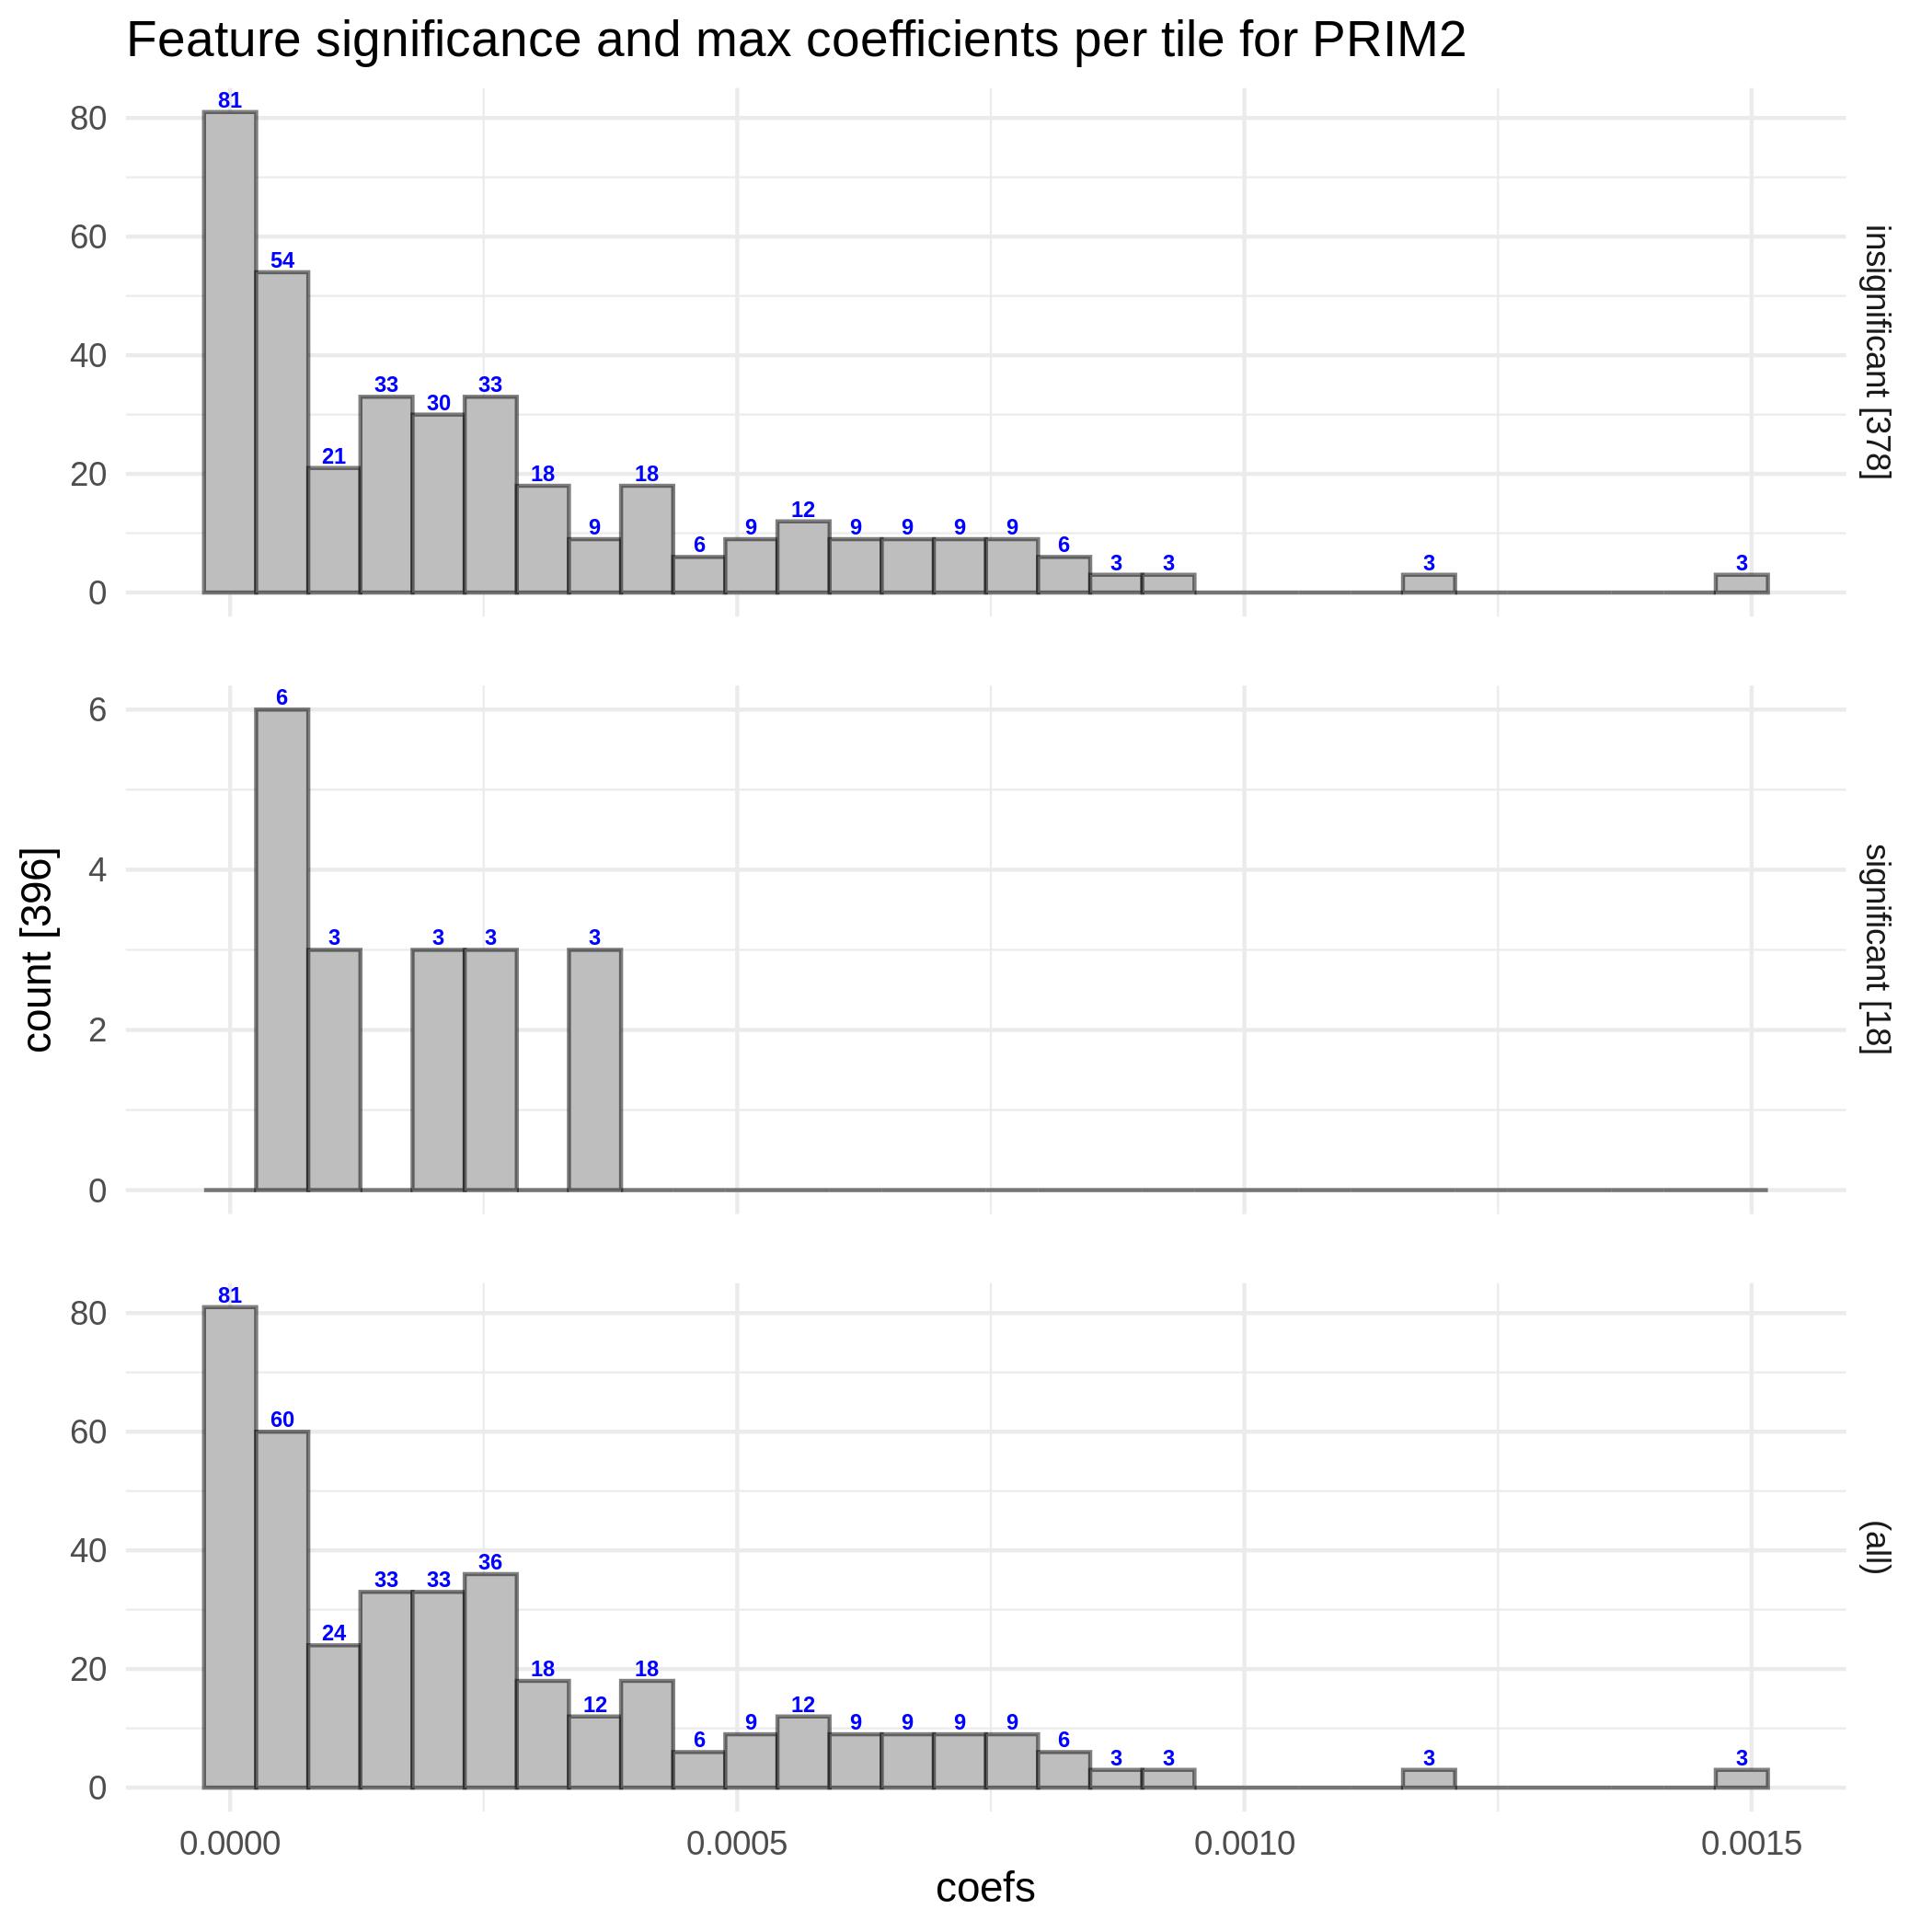 Feature significance and max coefficients per tile for PRIM2
81
80
60
54
40
33 30 33
21
20
18 9 18 6 9 12 9 9 9 9 6 3 3 3 3
0
insignificant [378]
6
6
4
3 3 3 3
2
0
significant [18]
count [396]
81
80
60
60
40
33 33 36
24
20
18 12 18 6 9 12 9 9 9 9 6 3 3 3 3
0
(all)
0.0000 0.0005 0.0010 0.0015
coefs